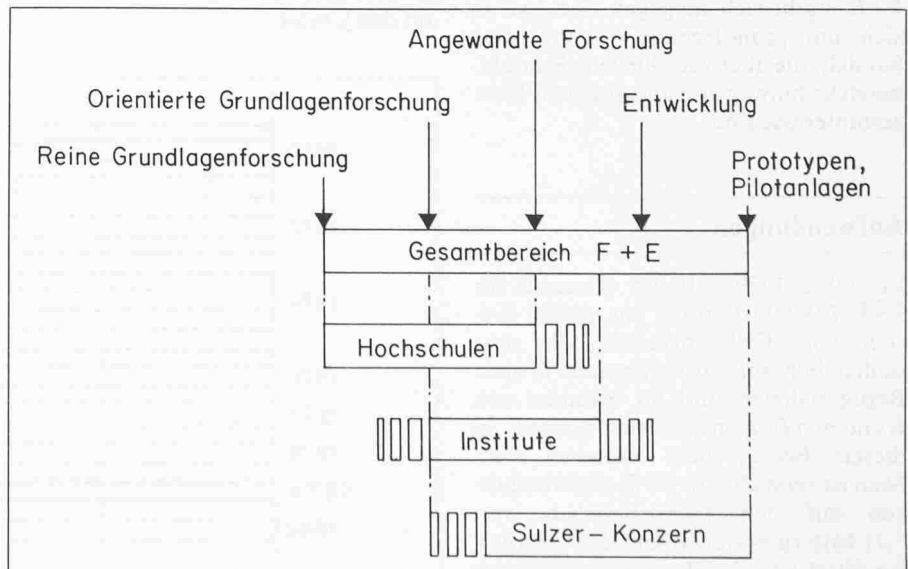 Angewandte Forschung
Orientierte Grundlagenforschung
Entwicklung
Reine Grundlagenforschung
Prototypen,
Pilotanlagen
Gesamtbereich F + E
Hochschulen
Institute
Sulzer – Konzern